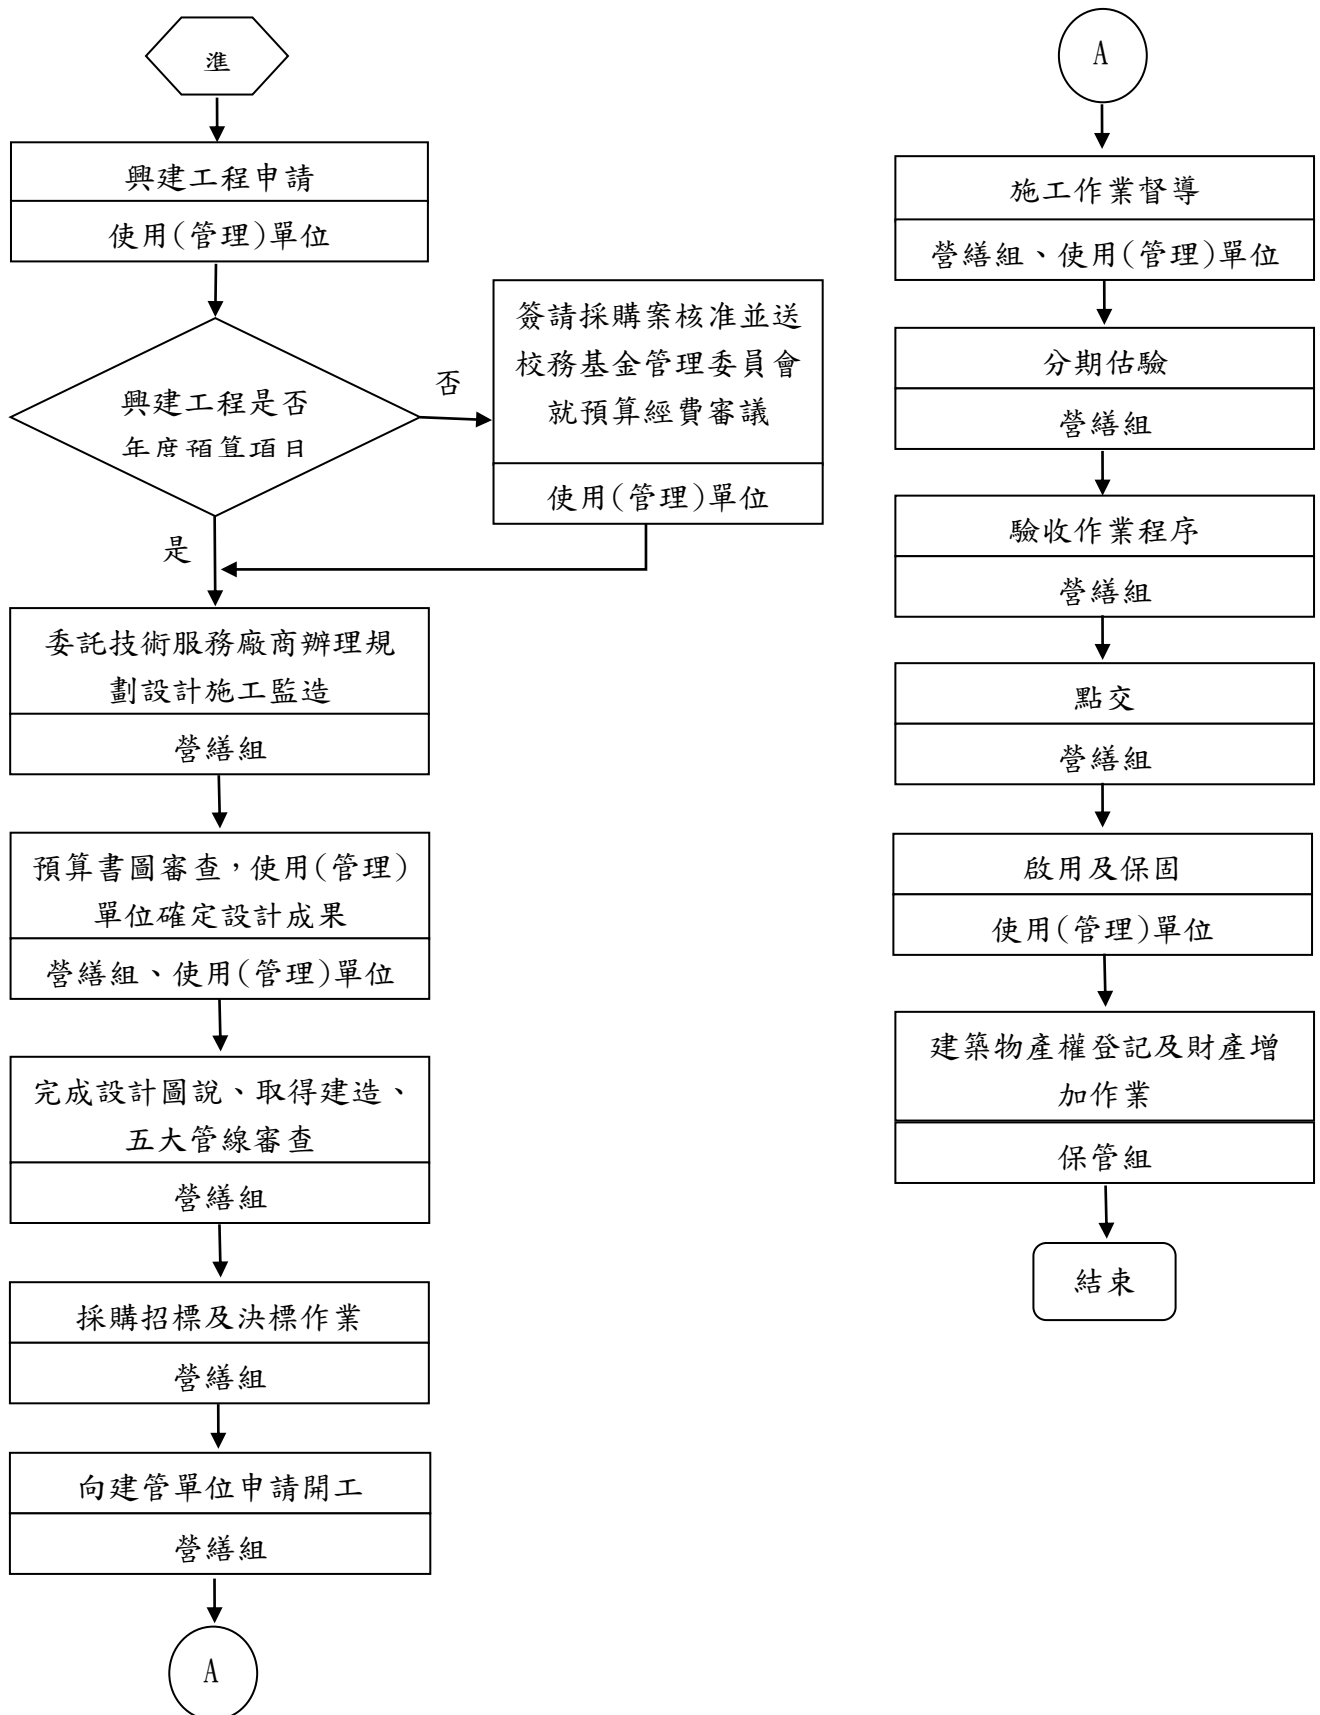 準
興建工程申請
使用(管理)單位
興建工程是否
年度預算項目
否
簽請採購案核准並送
校務基金管理委員會
就預算經費審議
使用(管理)單位
是
委託技術服務廠商辦理規
劃設計施工監造
營繕組
預算書圖審查，使用(管理)
單位確定設計成果
營繕組、使用(管理)單位
完成設計圖說、取得建造、
五大管線審查
營繕組
採購招標及決標作業
營繕組
向建管單位申請開工
營繕組
A
A
施工作業督導
營繕組、使用(管理)單位
分期估驗
營繕組
驗收作業程序
營繕組
點交
營繕組
啟用及保固
使用(管理)單位
建築物產權登記及財產增
加作業
保管組
結束